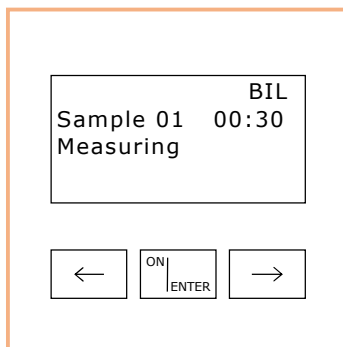 BIL
Sample 01 00:30
Measuring
← ON ENTER →